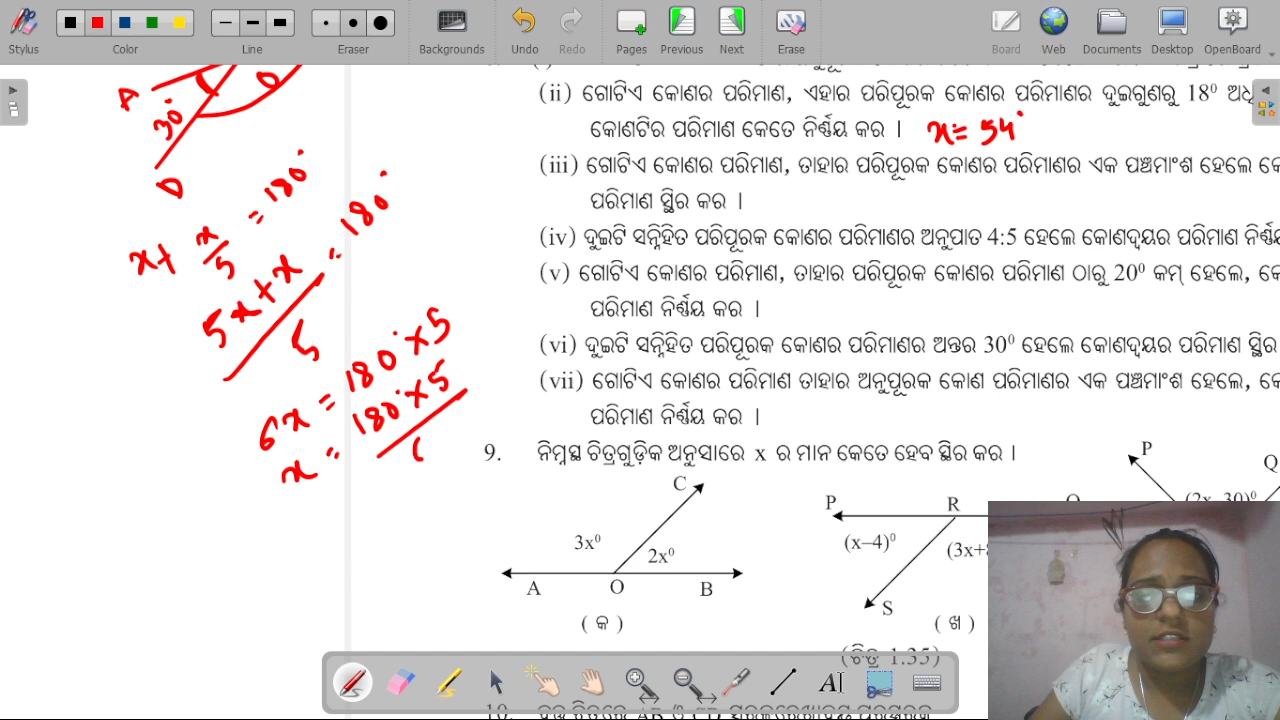 Stylus
Color
Line
Eraser
Backgrounds
Undo
Redo
Pages
Previous
Next
Erase
Board
Web
Documents
Desktop
OpenBoard
(ii) ଗୋଟିଏ କୋଣର ପରିମାଣ, ଏହାର ପରିପୂରକ କୋଣର ପରିମାଣର ଦୁଇଗୁଣରୁ 18⁰
କୋଣଟିର ପରିମାଣ କେତେ ନିର୍ଣ୍ଣୟ କର । x = 54°
(iii) ଗୋଟିଏ କୋଣର ପରିମାଣ, ତାହାର ପରିପୂରକ କୋଣର ପରିମାଣର ଏକ ପଞ୍ଚମାଂଶ ହେଲେ
ପରିମାଣ ସ୍ଥିର କର ।
(iv) ଦୁଇଟି ସନ୍ନିହିତ ପରିପୂରକ କୋଣର ପରିମାଣର ଅନୁପାତ 4:5 ହେଲେ କୋଣଦ୍ୱୟର ପରିମାଣ
(v) ଗୋଟିଏ କୋଣର ପରିମାଣ, ତାହାର ପରିପୂରକ କୋଣର ପରିମାଣ ଠାରୁ 20⁰ କମ୍ ହେଲେ,
ପରିମାଣ ନିର୍ଣ୍ଣୟ କର ।
(vi) ଦୁଇଟି ସନ୍ନିହିତ ପରିପୂରକ କୋଣର ପରିମାଣର ଅନ୍ତର 30⁰ ହେଲେ କୋଣଦ୍ୱୟର ପରିମାଣ ସ୍ଥିର
(vii) ଗୋଟିଏ କୋଣର ପରିମାଣ ତାହାର ଅନୁପୂରକ କୋଣ ପରିମାଣର ଏକ ପଞ୍ଚମାଂଶ ହେଲେ,
ପରିମାଣ ନିର୍ଣ୍ଣୟ କର ।
A
30°
D
x + x/5 = 180°
5x + x / 5 = 180°
6x = 180° × 5
x = 180° × 5
9. ନିମ୍ନସ୍ଥ ଚିତ୍ରଗୁଡ଼ିକ ଅନୁସାରେ x ର ମାନ କେତେ ହେବ ସ୍ଥିର କର ।
C
3x⁰
2x⁰
A O B
( କ )
P R
(x–4)⁰
(3x+
S
( ଖ )
P
Q
(2x–30)⁰
(ଚିତ୍ର 1.35)